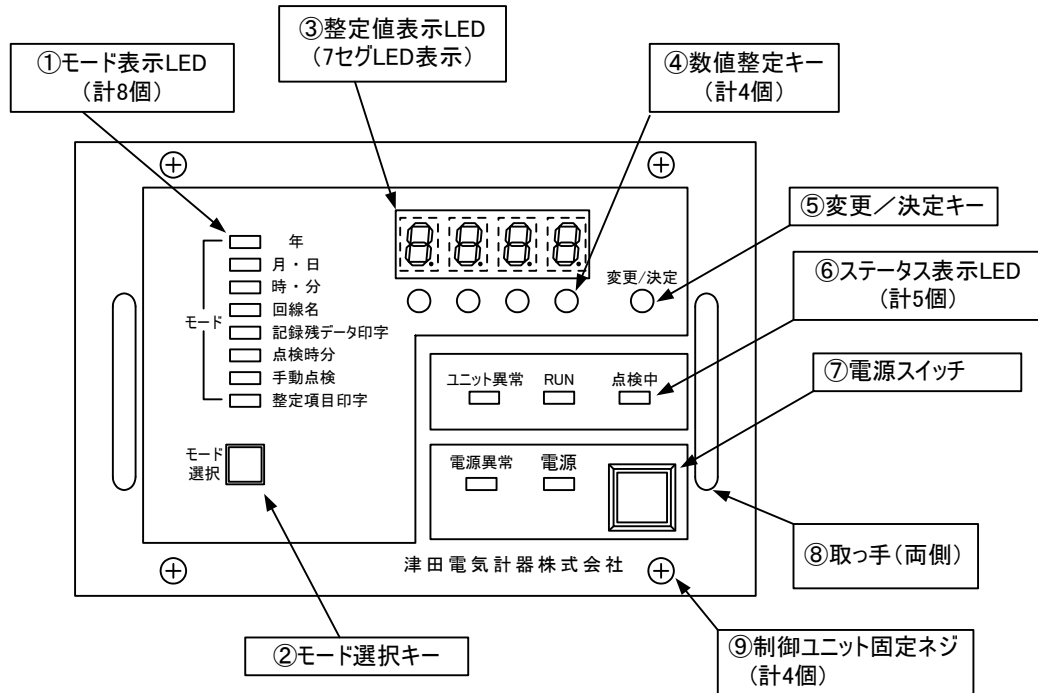 ③整定値表示LED
（7セグLED表示）
①モード表示LED
（計8個）
④数値整定キー
（計4個）
⑤変更／決定キー
⑥ステータス表示LED
（計5個）
⑦電源スイッチ
⑧取っ手（両側）
⑨制御ユニット固定ネジ
（計4個）
②モード選択キー
8.8.8.8.
変更/決定
モード
年
月・日
時・分
回線名
記録残データ印字
点検時分
手動点検
整定項目印字
モード
選択
ユニット異常 RUN 点検中
電源異常 電源
津田電気計器株式会社